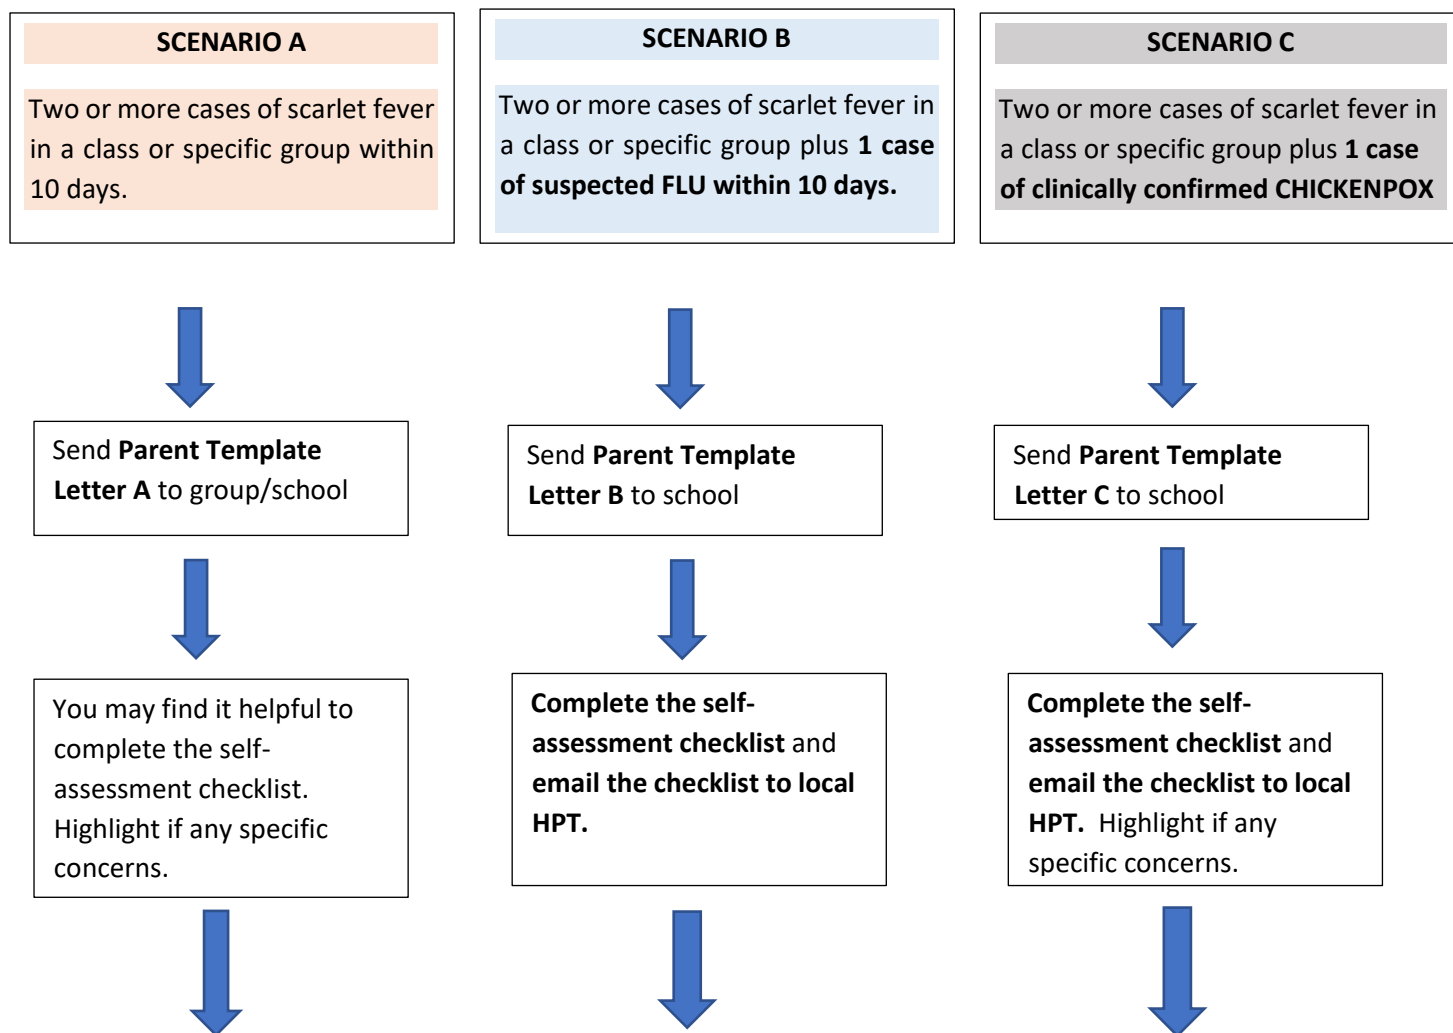 SCENARIO A
Two or more cases of scarlet fever
in a class or specific group within
10 days.
SCENARIO B
Two or more cases of scarlet fever in
a class or specific group plus 1 case
of suspected FLU within 10 days.
SCENARIO C
Two or more cases of scarlet fever in
a class or specific group plus 1 case
of clinically confirmed CHICKENPOX
Send Parent Template
Letter A to group/school
Send Parent Template
Letter B to school
Send Parent Template
Letter C to school
You may find it helpful to
complete the self-
assessment checklist.
Highlight if any specific
concerns.
Complete the self-
assessment checklist and
email the checklist to local
HPT.
Complete the self-
assessment checklist and
email the checklist to local
HPT. Highlight if any
specific concerns.